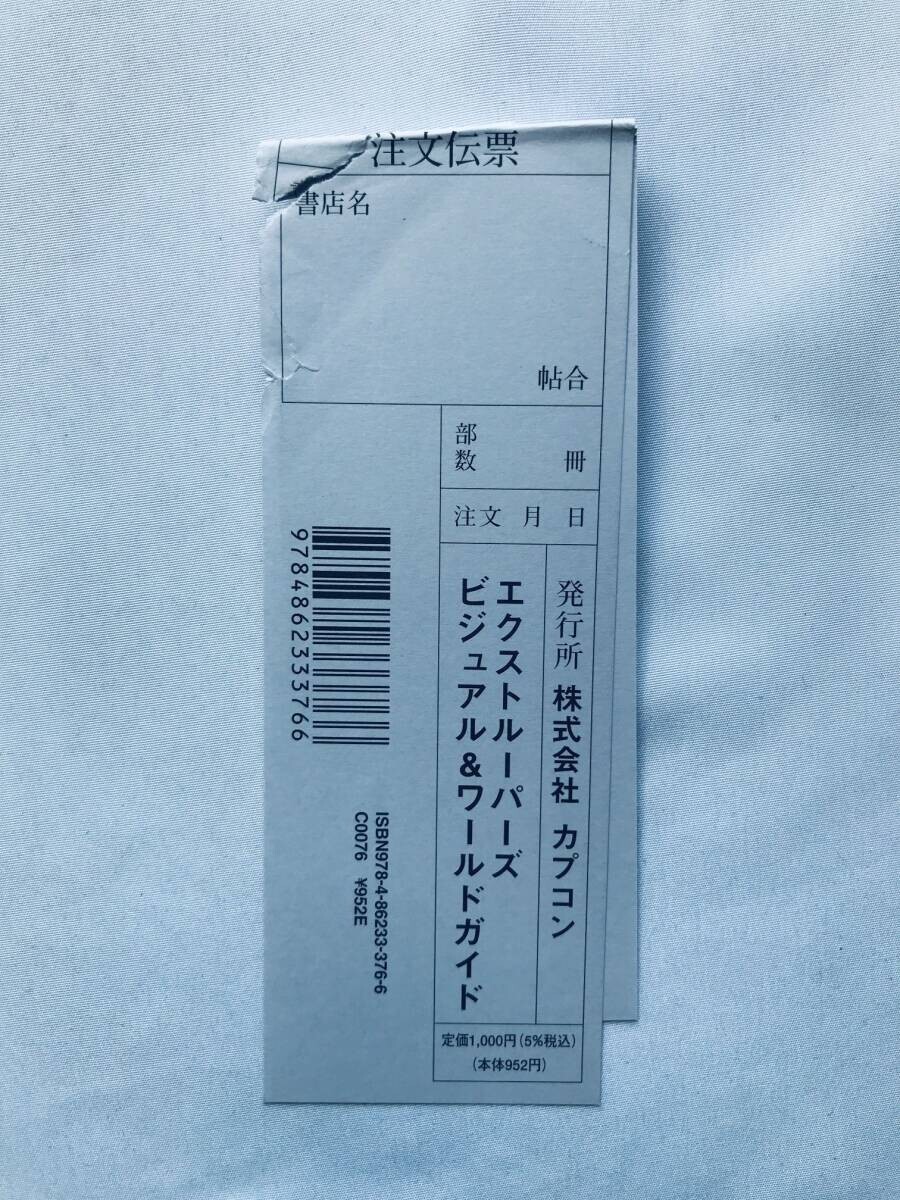 注文伝票
書店名
帖合
部数 冊
注文 月 日
発行所 株式会社 カプコン
エクストルーパーズ
ビジュアル&ワールドガイド
定価1,000円(5%税込)
(本体952円)
9784862333766
ISBN978-4-86233-376-6
C0076 ¥952E